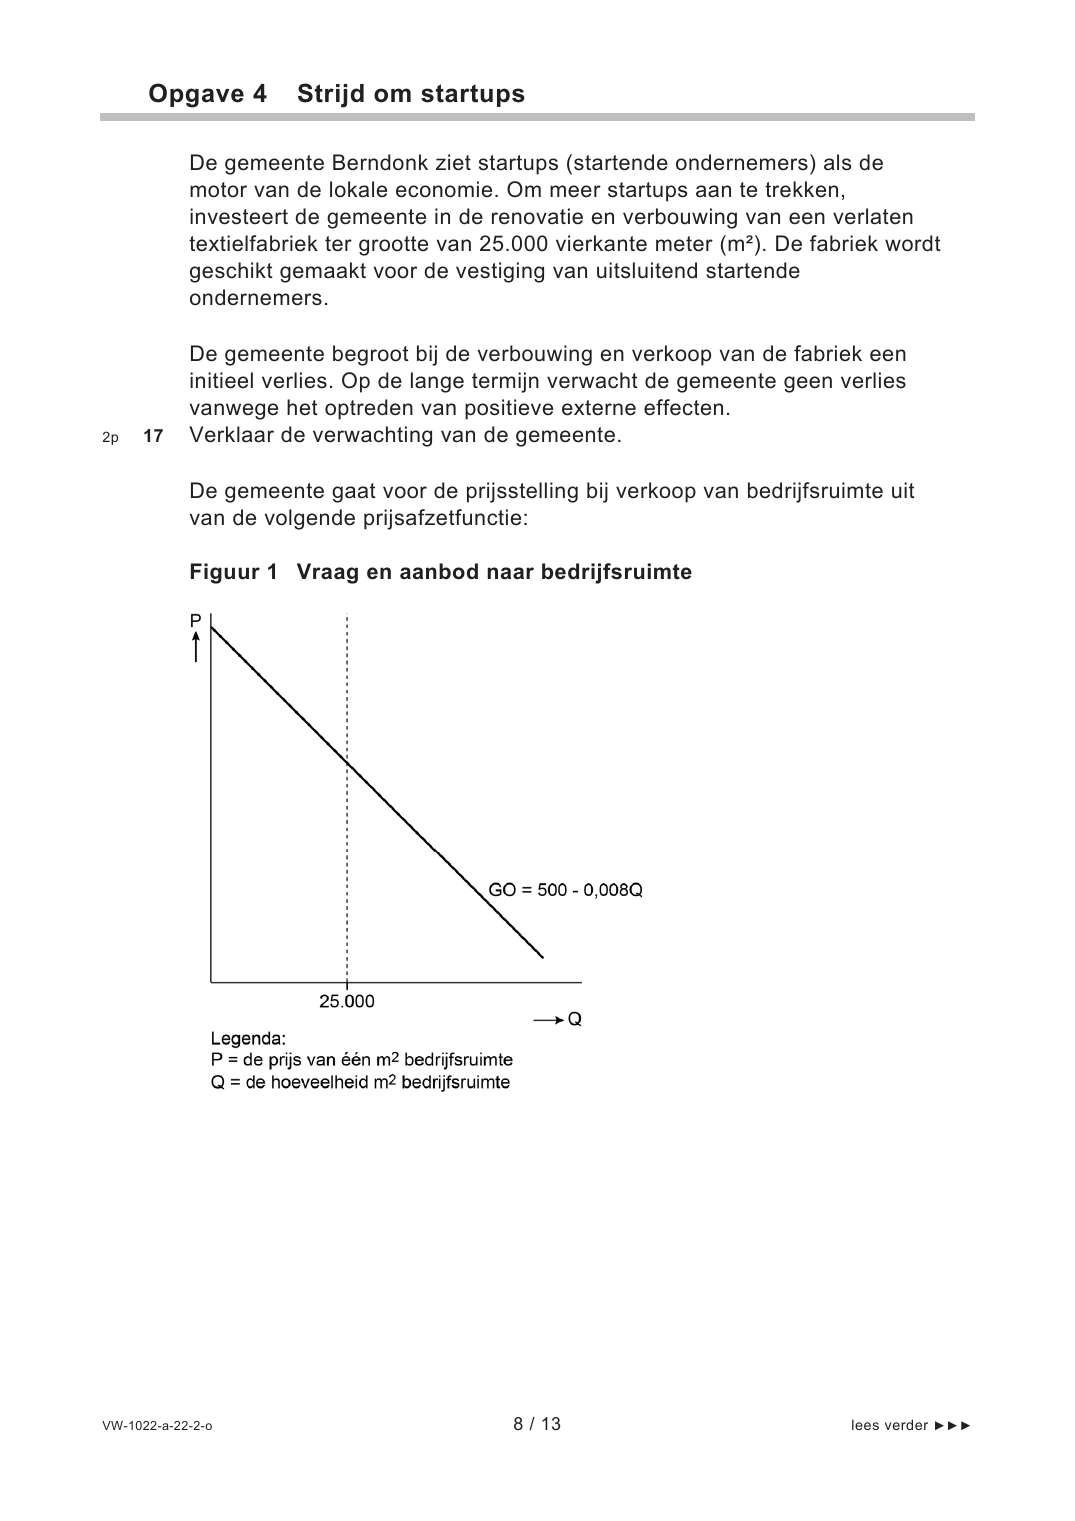 Opgave 4 Strijd om startups
De gemeente Berndonk ziet startups (startende ondernemers) als de
motor van de lokale economie. Om meer startups aan te trekken,
investeert de gemeente in de renovatie en verbouwing van een verlaten
textielfabriek ter grootte van 25.000 vierkante meter (m²). De fabriek wordt
geschikt gemaakt voor de vestiging van uitsluitend startende
ondernemers.
De gemeente begroot bij de verbouwing en verkoop van de fabriek een
initieel verlies. Op de lange termijn verwacht de gemeente geen verlies
vanwege het optreden van positieve externe effecten.
2p 17 Verklaar de verwachting van de gemeente.
De gemeente gaat voor de prijsstelling bij verkoop van bedrijfsruimte uit
van de volgende prijsafzetfunctie:
Figuur 1 Vraag en aanbod naar bedrijfsruimte
P
GO = 500 - 0,008Q
25.000
Q
Legenda:
P = de prijs van één m2 bedrijfsruimte
Q = de hoeveelheid m2 bedrijfsruimte
VW-1022-a-22-2-o 8 / 13 lees verder ►►►